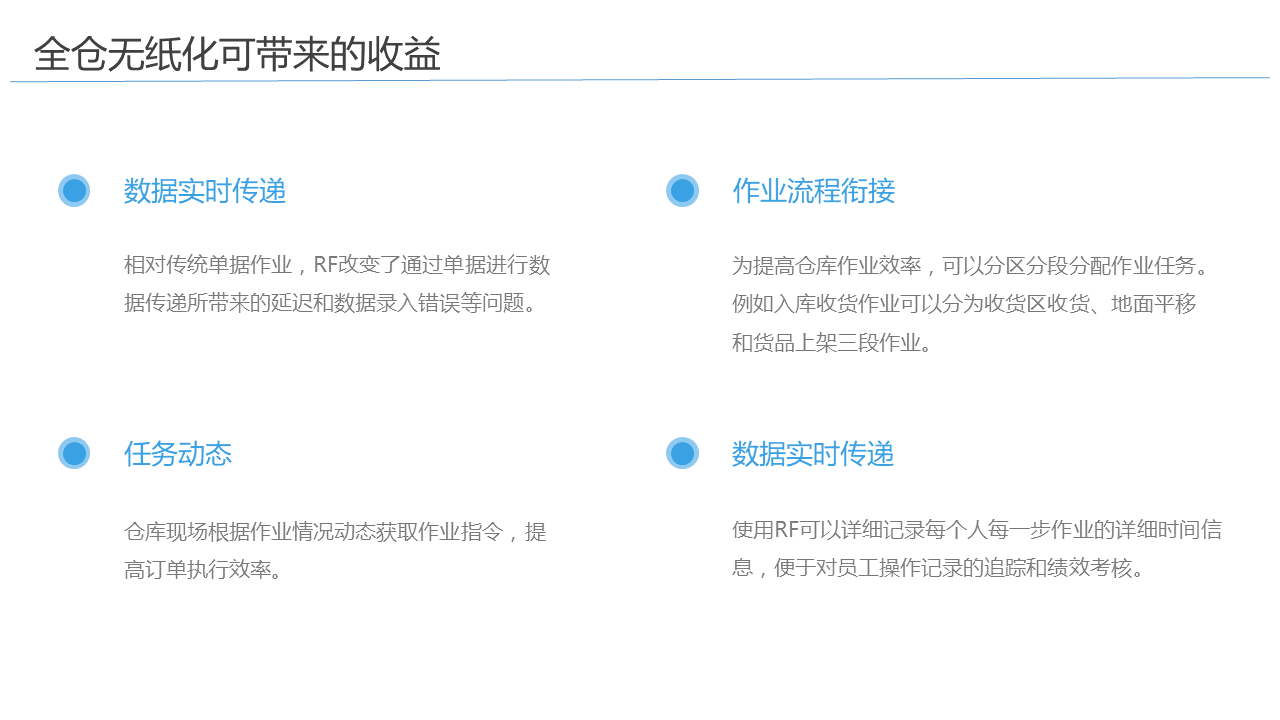 全仓无纸化可带来的收益
数据实时传递
相对传统单据作业，RF改变了通过单据进行数
据传递所带来的延迟和数据录入错误等问题。
作业流程衔接
为提高仓库作业效率，可以分区分段分配作业任务。
例如入库收货作业可以分为收货区收货、地面平移
和货品上架三段作业。
任务动态
仓库现场根据作业情况动态获取作业指令，提
高订单执行效率。
数据实时传递
使用RF可以详细记录每个人每一步作业的详细时间信
息，便于对员工操作记录的追踪和绩效考核。